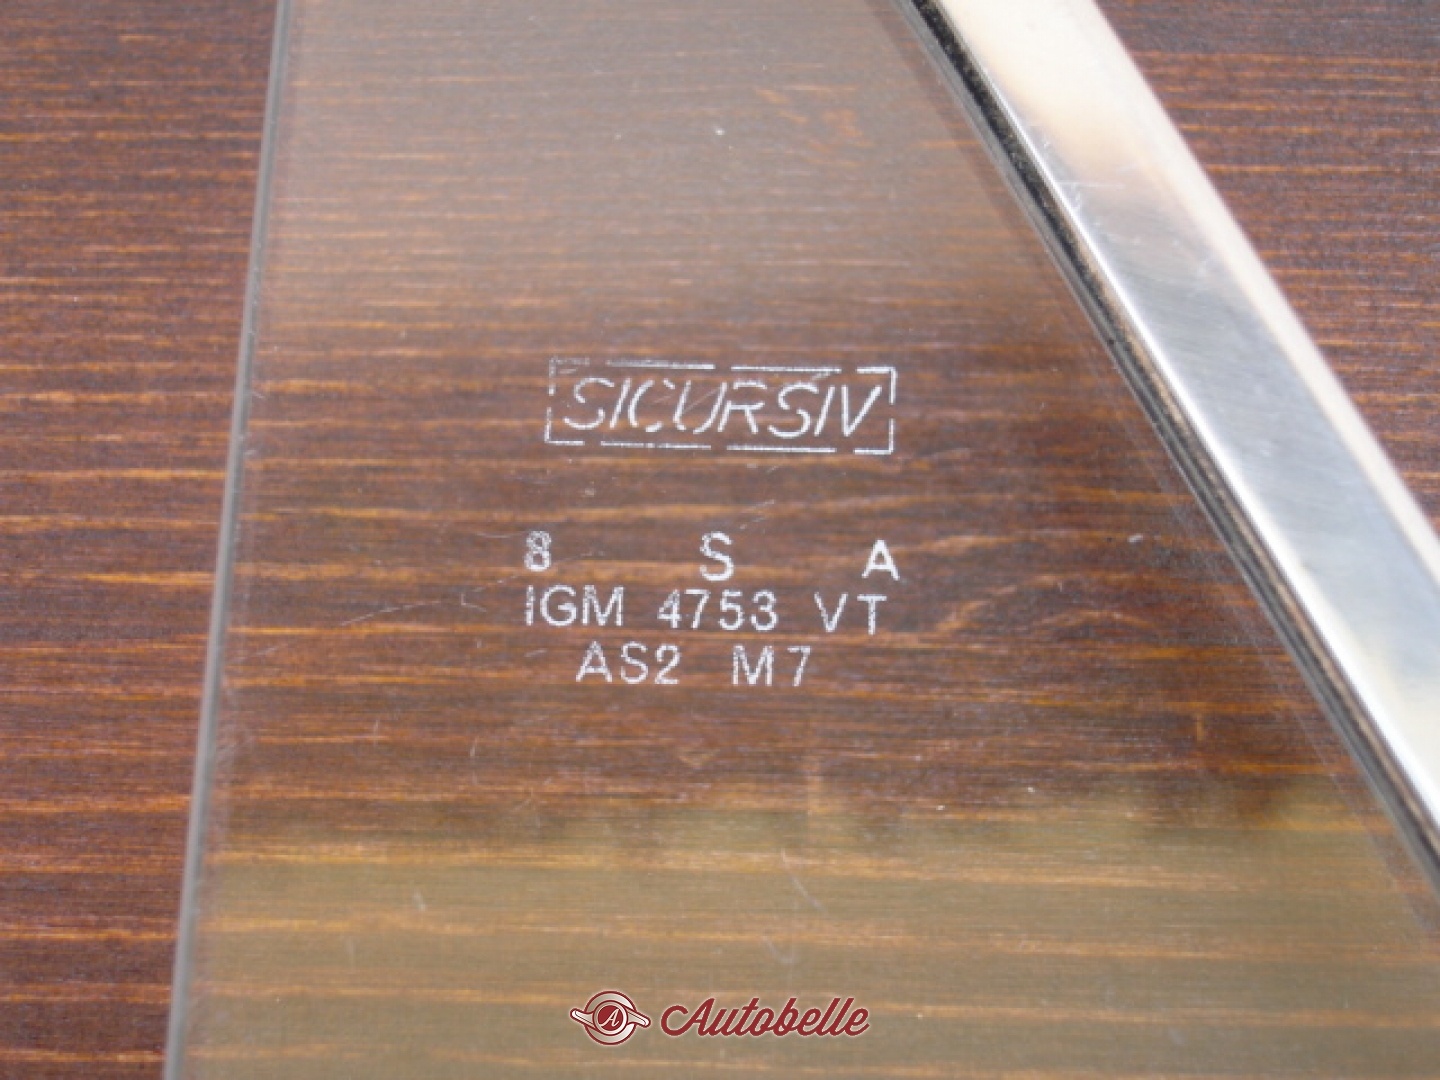 SICURSIV
8 S A
IGM 4753 VT
AS2 M7
A Autobelle